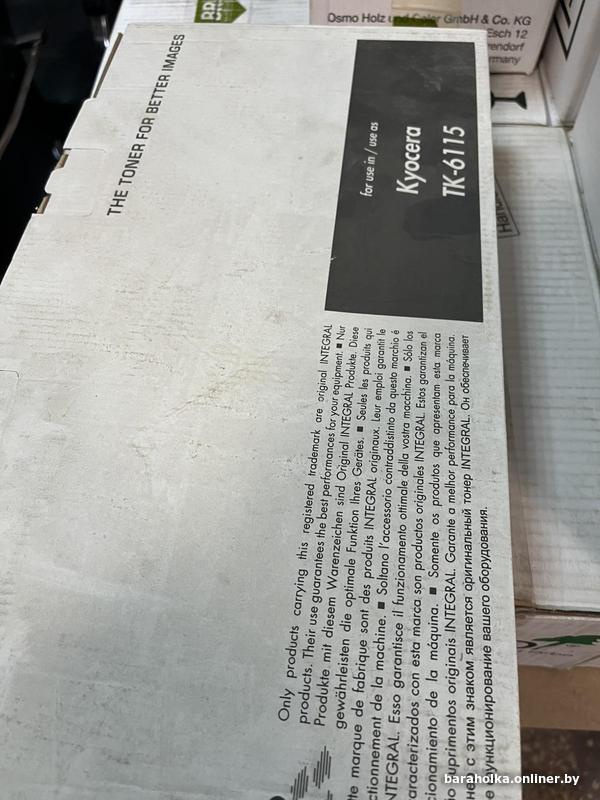 Osmo Holz und Color GmbH & Co. KG
Esch 12
THE TONER FOR BETTER IMAGES
for use in / use as
Kyocera
TK-6115
Only products carrying this registered trademark are original INTEGRAL
products. Their use guarantees the best performances for your equipment. ■ Nur
Produkte mit diesem Warenzeichen sind Original INTEGRAL Produkte. Diese
gewährleisten die optimale Funktion Ihres Gerätes. ■ Seules les produits qui
marque de fabrique sont des produits INTEGRAL originaux. Leur emploi garantit le
de la machine. ■ Soltanto l'accessorio contraddistinto da questo marchio é
INTEGRAL. Esso garantisce il funzionamento ottimale della vostra macchina. ■ Sólo los
con esta marca son productos originales INTEGRAL. Estos garantizan el
de la máquina. ■ Somente os produtos que apresentam esta marca
suprimentos originais INTEGRAL. Garante a melhor performance para la máquina.
с этим знаком является оригинальный тонер INTEGRAL. Он обеспечивает
функционирование вашего оборудования.
baraholka.onliner.by